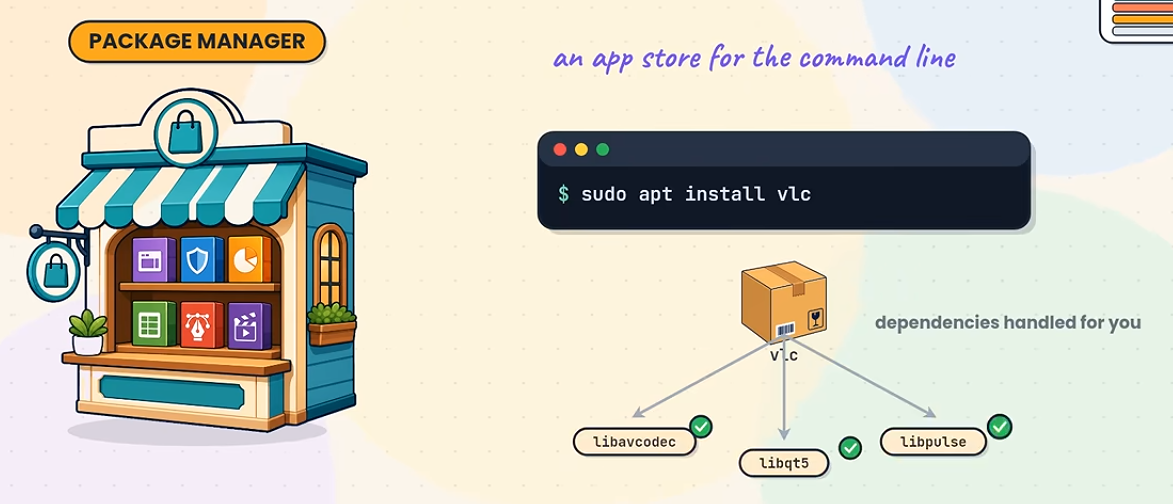 PACKAGE MANAGER
an app store for the command line
$ sudo apt install vlc
vlc
dependencies handled for you
libavcodec
libqt5
libpulse